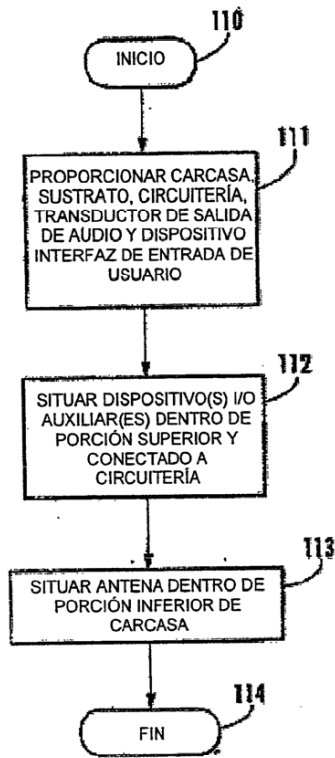 110
INICIO
111
PROPORCIONAR CARCASA,
SUSTRATO, CIRCUITERÍA,
TRANSDUCTOR DE SALIDA
DE AUDIO Y DISPOSITIVO
INTERFAZ DE ENTRADA DE
USUARIO
112
SITUAR DISPOSITIVO(S) I/O
AUXILIAR(ES) DENTRO DE
PORCIÓN SUPERIOR Y
CONECTADO A
CIRCUITERÍA
113
SITUAR ANTENA DENTRO DE
PORCIÓN INFERIOR DE
CARCASA
114
FIN